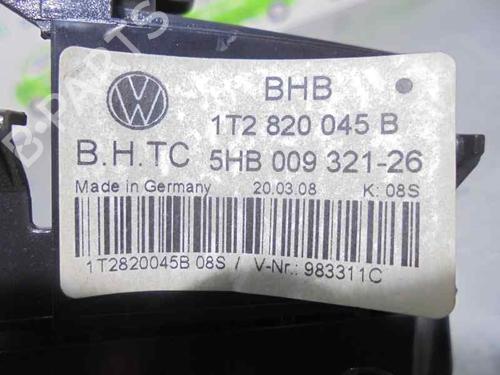 BHB
1T2 820 045 B
B.H.TC 5HB 009 321-26
Made in Germany 20.03.08 K: 08S
1T2820045B 08S / V-Nr.: 983311C
B-PARTS